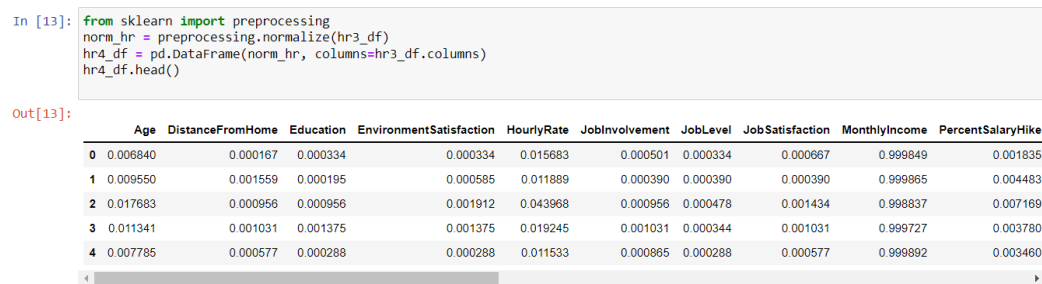 In [13]: from sklearn import preprocessing
norm_hr = preprocessing.normalize(hr3_df)
hr4_df = pd.DataFrame(norm_hr, columns=hr3_df.columns)
hr4_df.head()
Out[13]:
Age DistanceFromHome Education EnvironmentSatisfaction HourlyRate JobInvolvement JobLevel JobSatisfaction MonthlyIncome PercentSalaryHike
0 0.006840 0.000167 0.000334 0.000334 0.015683 0.000501 0.000334 0.000667 0.999849 0.001835
1 0.009550 0.001559 0.000195 0.000585 0.011889 0.000390 0.000390 0.000390 0.999865 0.004483
2 0.017683 0.000956 0.000956 0.001912 0.043968 0.000956 0.000478 0.001434 0.998837 0.007169
3 0.011341 0.001031 0.001375 0.001375 0.019245 0.001031 0.000344 0.001031 0.999727 0.003780
4 0.007785 0.000577 0.000288 0.000288 0.011533 0.000865 0.000288 0.000577 0.999892 0.003460